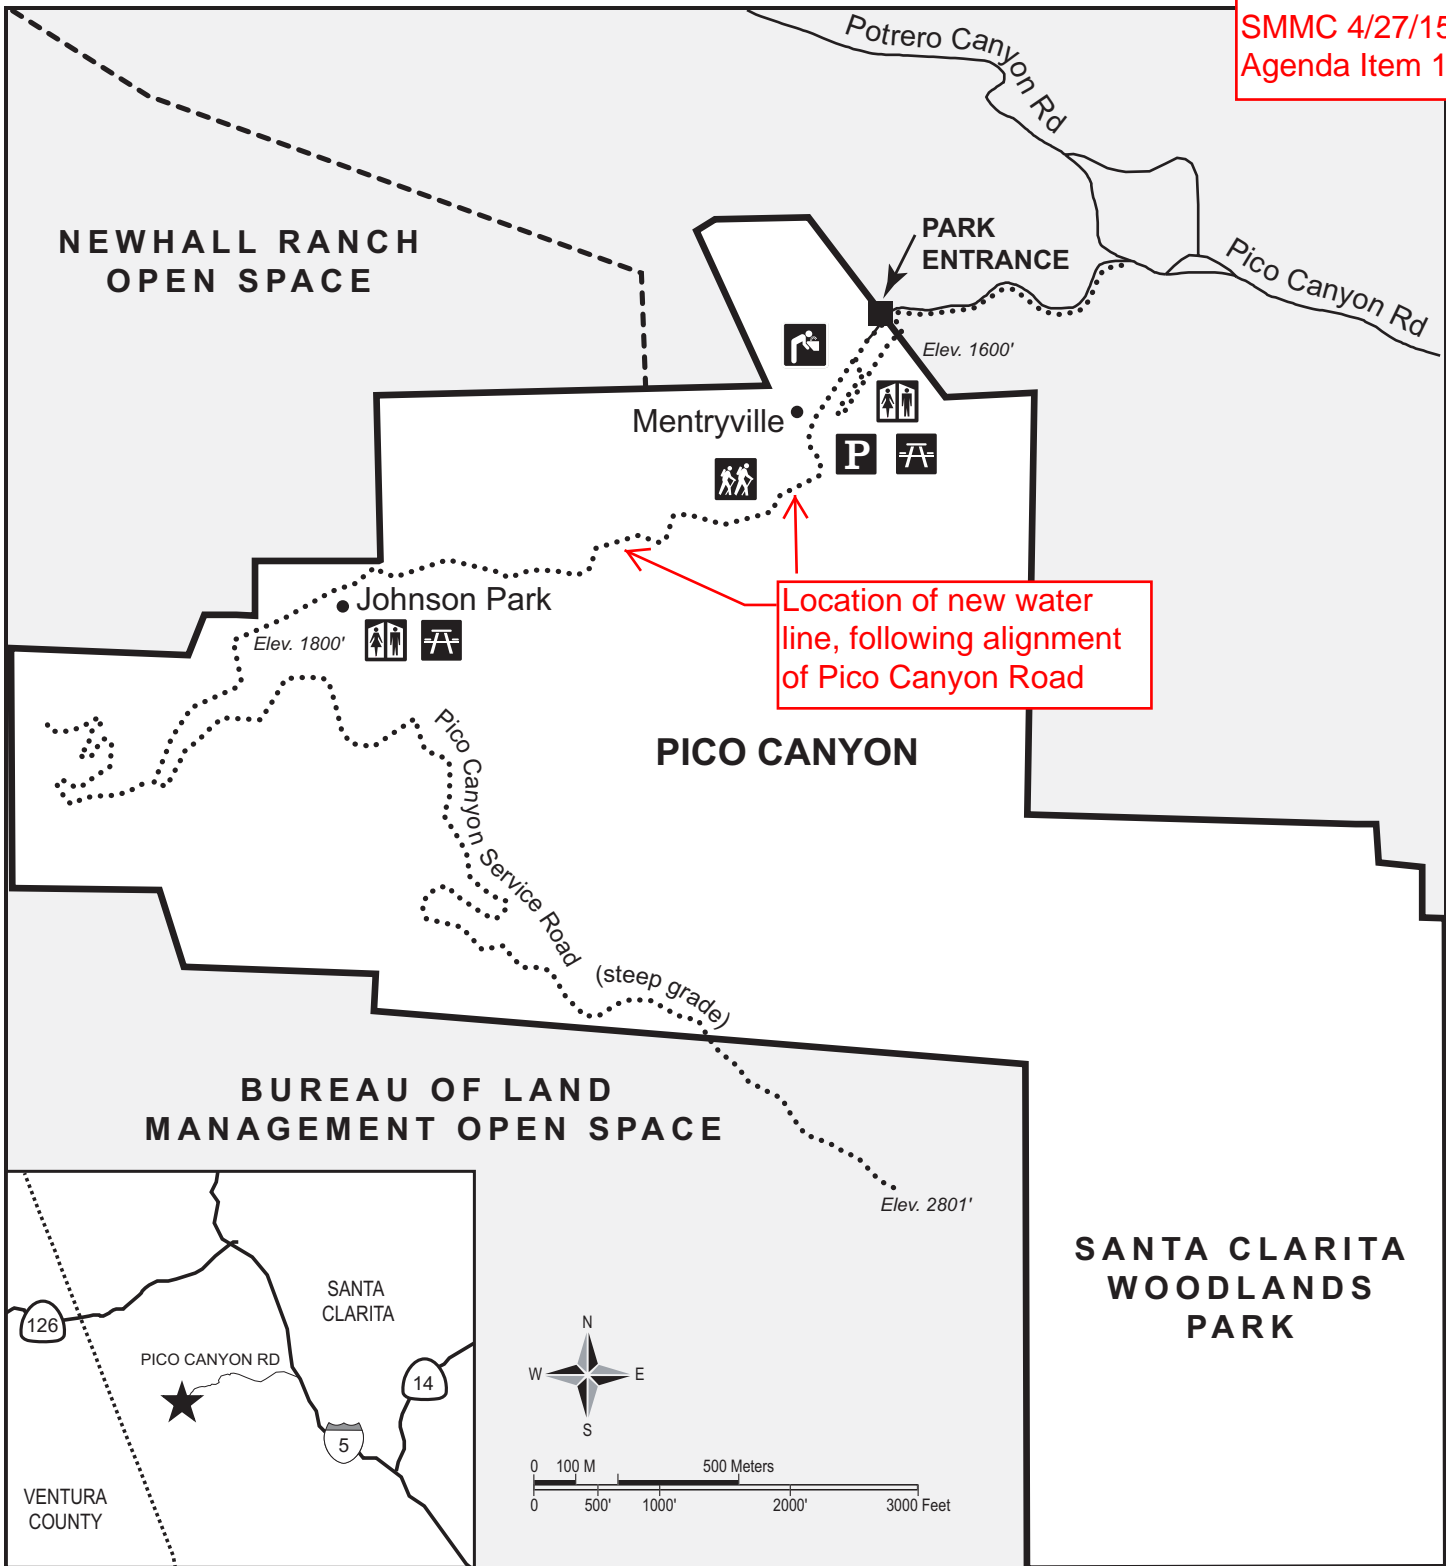 SMMC 4/27/15
Agenda Item 1
Potrero Canyon Rd
NEWHALL RANCH
OPEN SPACE
PARK
ENTRANCE
Pico Canyon Rd
Elev. 1600'
Mentryville
P
Location of new water
line, following alignment
of Pico Canyon Road
Johnson Park
Elev. 1800'
PICO CANYON
Pico Canyon Service Road
(steep grade)
BUREAU OF LAND
MANAGEMENT OPEN SPACE
Elev. 2801'
SANTA CLARITA
WOODLANDS
PARK
SANTA
CLARITA
126
PICO CANYON RD
14
5
VENTURA
COUNTY
N
W E
S
0 100 M 500 Meters
0 500' 1000' 2000' 3000 Feet